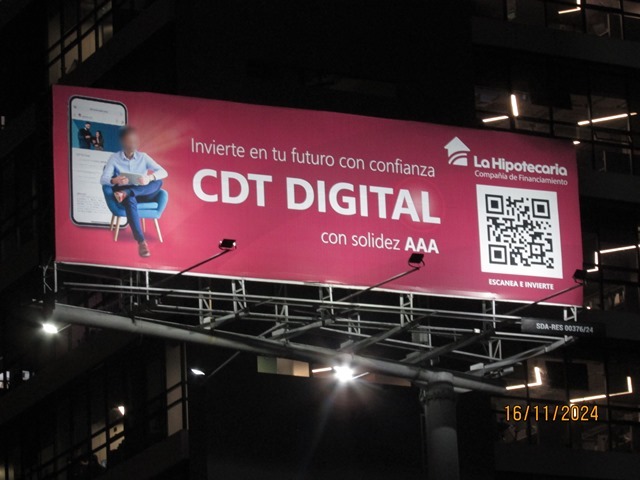 Invierte en tu futuro con confianza
CDT DIGITAL
con solidez AAA
La Hipotecaria
Compañía de Financiamiento
ESCANEA E INVIERTE
SDA-RES 00376/24
16/11/2024